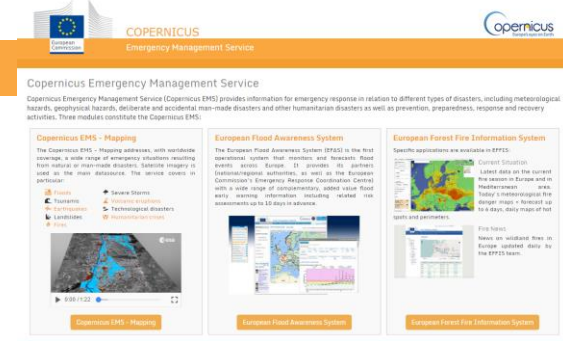 European
Commission
COPERNICUS
Emergency Management Service
opernicus
Europe's eyes on Earth
Copernicus Emergency Management Service
Copernicus Emergency Management Service (Copernicus EMS) provides information for emergency response in relation to different types of disasters, including meteorological
hazards, geophysical hazards, deliberate and accidental man-made disasters and other humanitarian disasters as well as prevention, preparedness, response and recovery
activities. Three modules constitute the Copernicus EMS:
Copernicus EMS - Mapping
The Copernicus EMS - Mapping addresses, with worldwide
coverage, a wide range of emergency situations resulting
from natural or man-made disasters. Satellite imagery is
used as the main datasource. The service covers in
particular:
Floods
Tsunamis
Earthquakes
Landslides
Fires
Severe Storms
Volcanic eruptions
Technological disasters
Humanitarian crises
esa
0:00 / 1:22
Copernicus EMS - Mapping
European Flood Awareness System
The European Flood Awareness System (EFAS) is the first
operational system that monitors and forecasts flood
events across Europe. It provides its partners
(national/regional authorities, as well as the European
Commission's Emergency Response Coordination Centre)
with a wide range of complementary, added value flood
early warning information including related risk
assessments up to 10 days in advance.
European Flood Awareness System
European Forest Fire Information System
Specific applications are available in EFFIS:
Current Situation
Latest data on the current
fire season in Europe and in
Mediterranean area.
Today's meteorological fire
danger maps + forecast up
to 6 days, daily maps of hot
spots and perimeters
Fire News
News on wildland fires in
Europe updated daily by
the EFFIS team.
European Forest Fire Information System